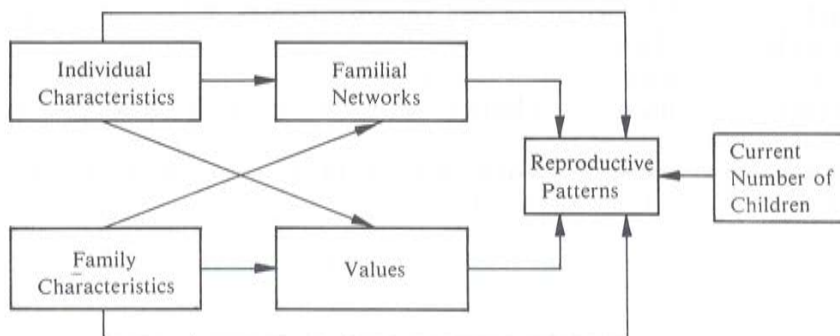 Individual
Characteristics
Familial
Networks
Reproductive
Patterns
Current
Number of
Children
Family
Characteristics
Values